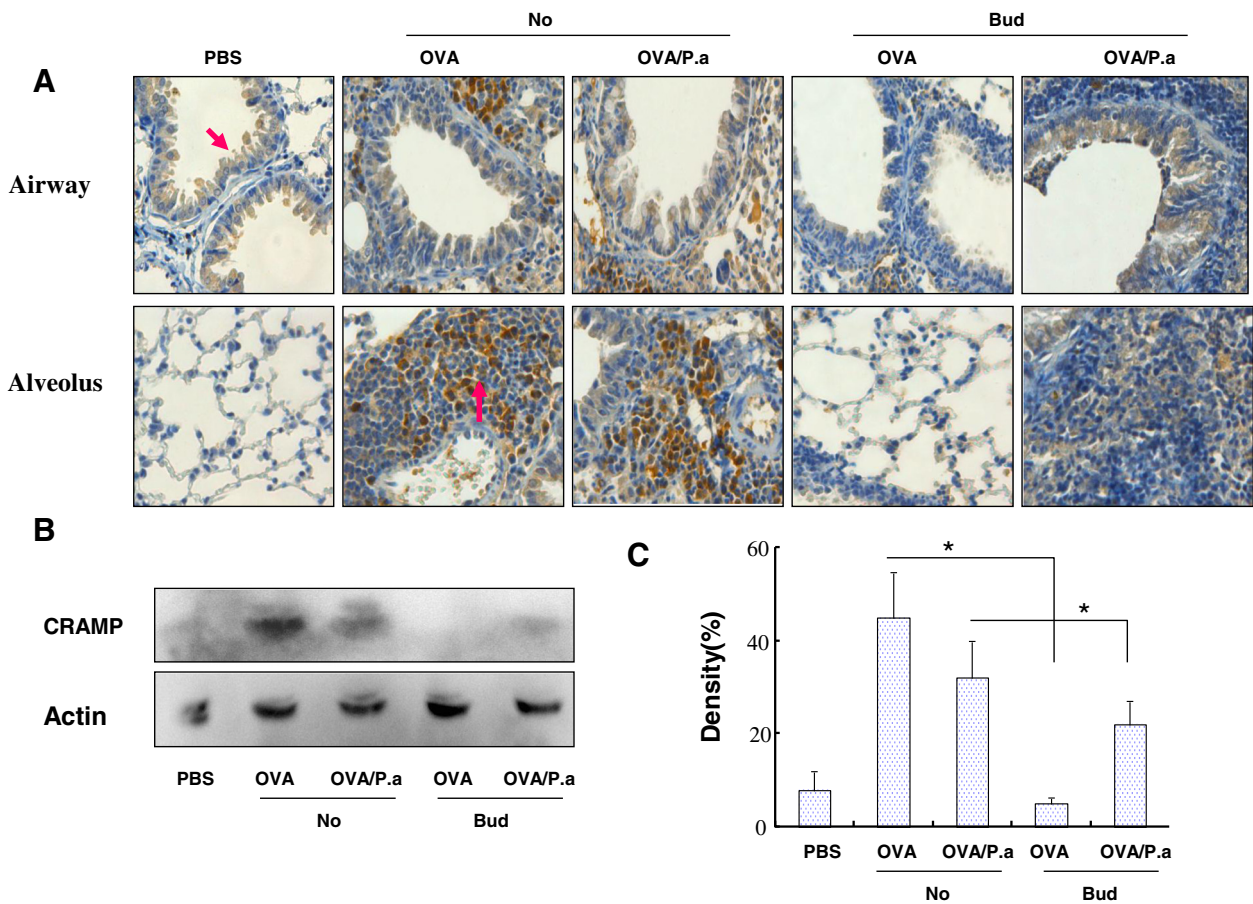 No Bud
PBS OVA OVA/P.a OVA OVA/P.a
A
Airway
Alveolus
B
CRAMP
Actin
PBS OVA OVA/P.a OVA OVA/P.a
No Bud
C
*
*
Density(%)
60
40
20
0
PBS OVA OVA/P.a OVA OVA/P.a
No Bud